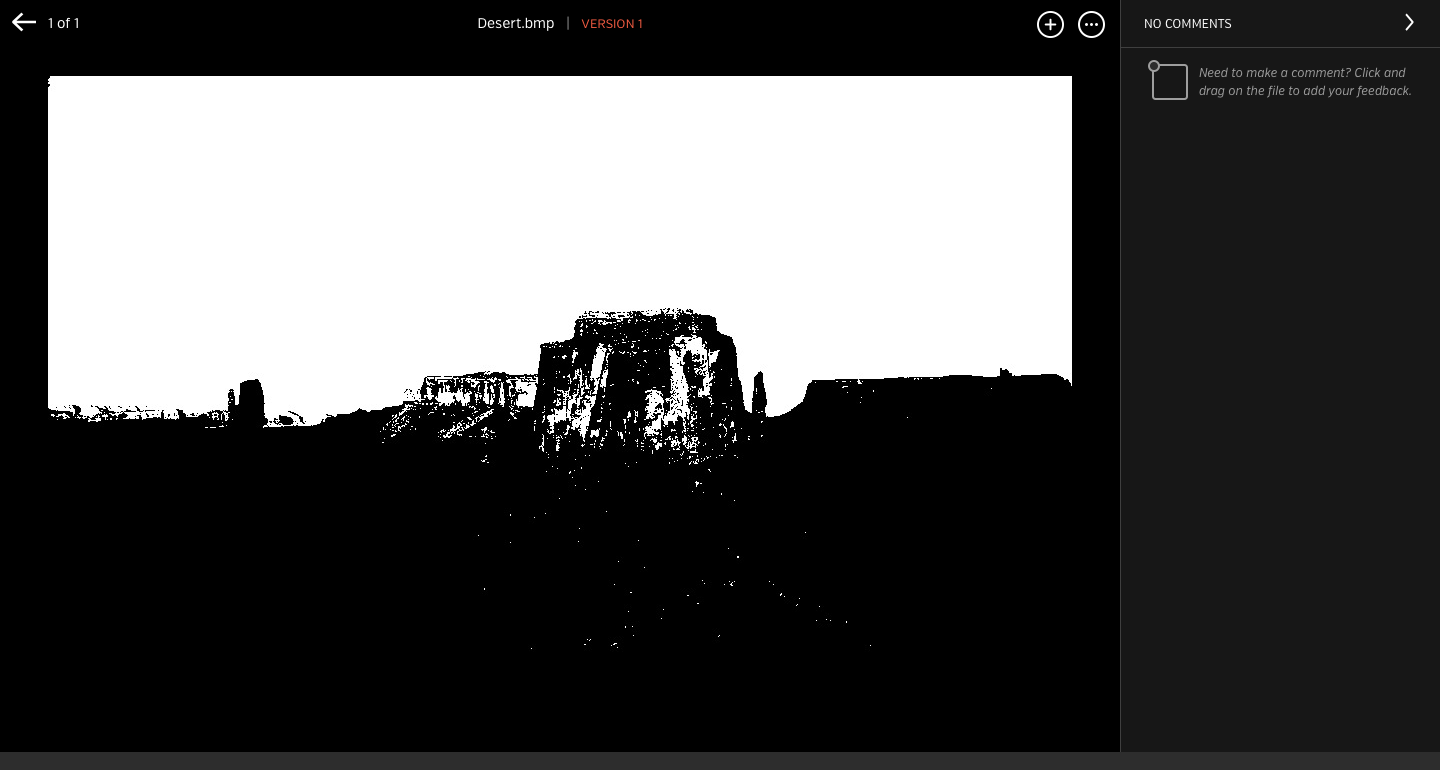 1 of 1
Desert.bmp | VERSION 1
NO COMMENTS
Need to make a comment? Click and
drag on the file to add your feedback.